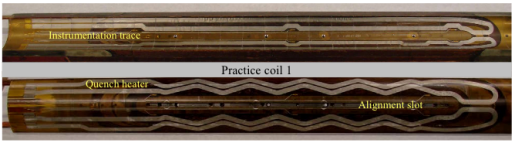 Instrumentation trace
Practice coil 1
Quench heater
Alignment slot